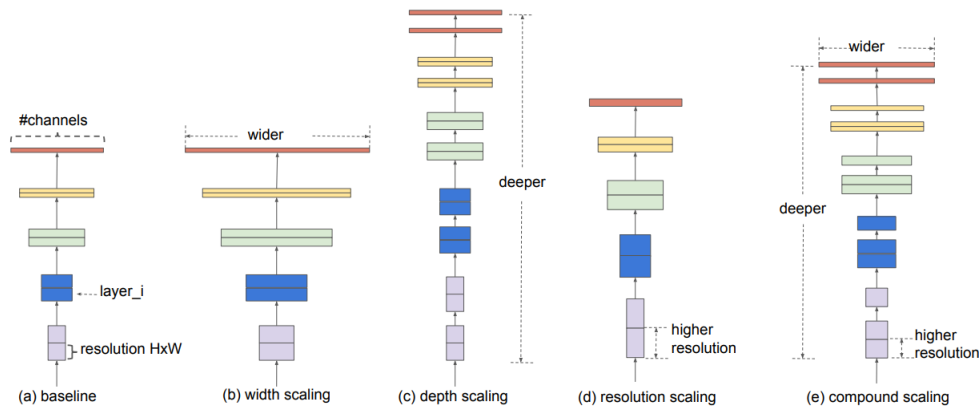 #channels
layer_i
resolution HxW
(a) baseline
wider
(b) width scaling
deeper
(c) depth scaling
higher
resolution
(d) resolution scaling
wider
deeper
higher
resolution
(e) compound scaling